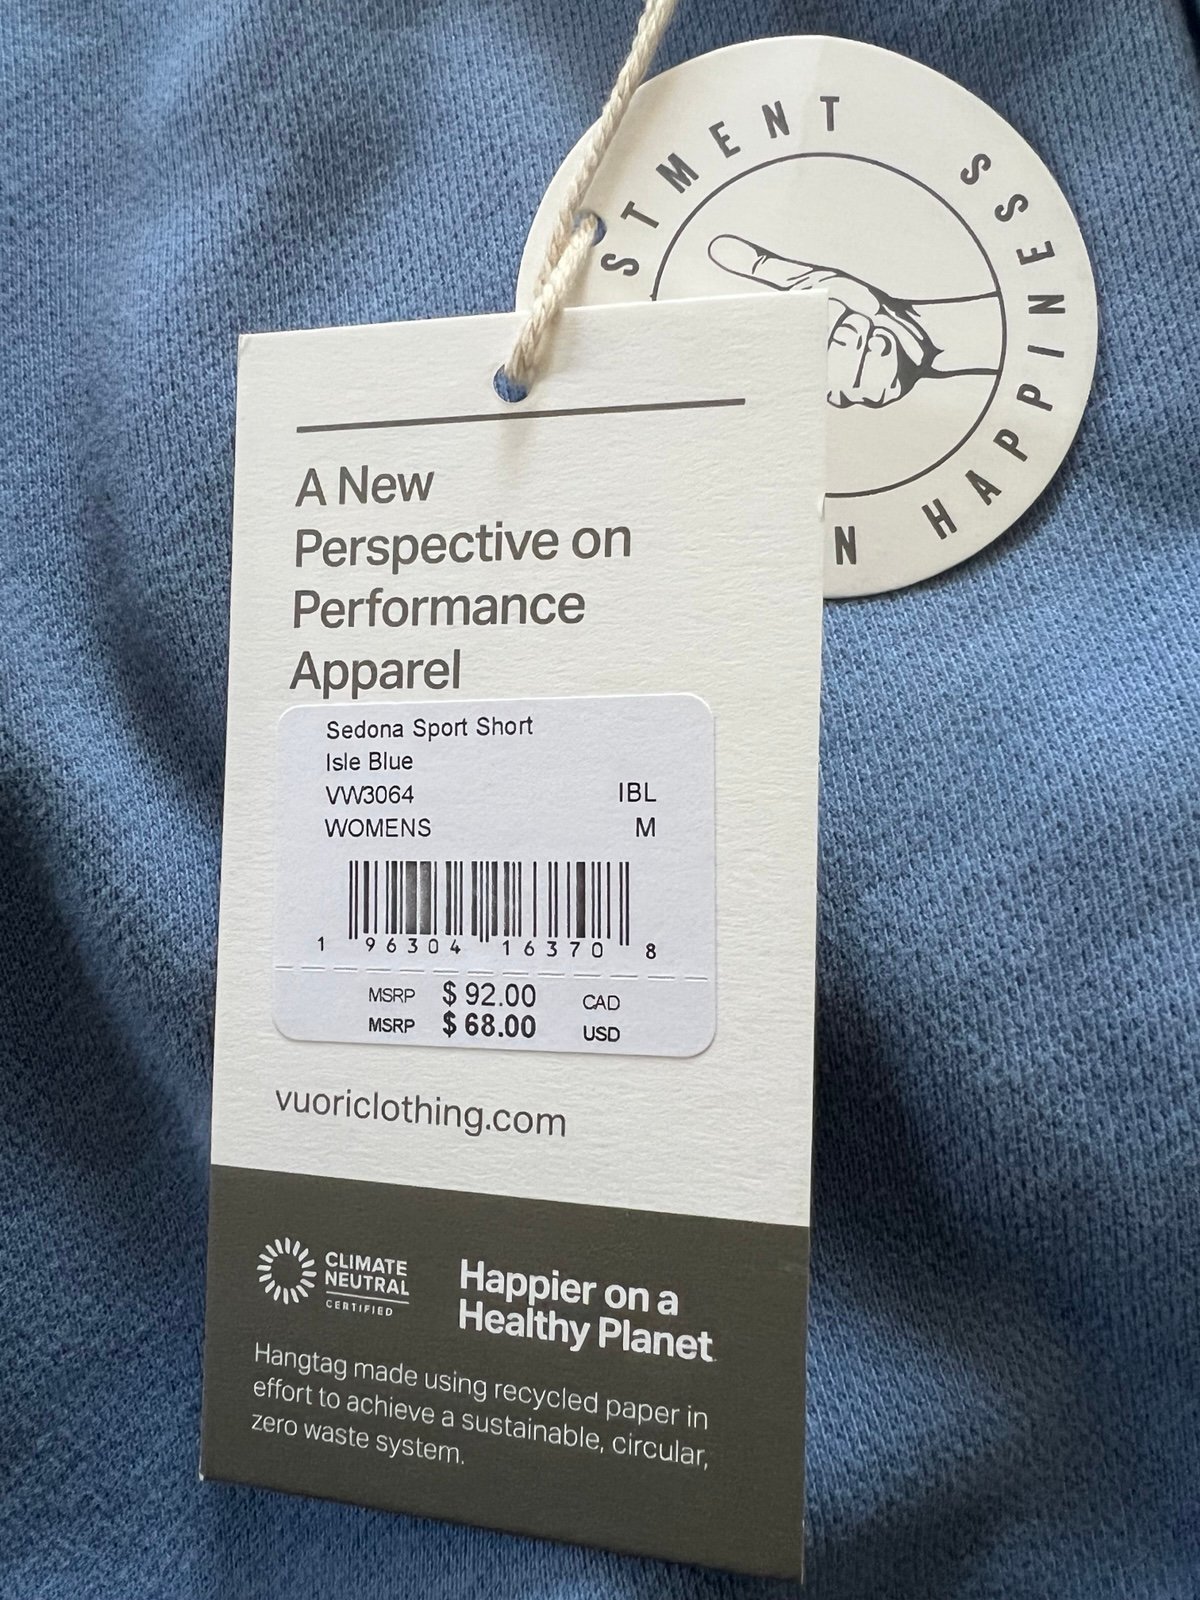 STMENT
N HAPPINESS
A New
Perspective on
Performance
Apparel
Sedona Sport Short
Isle Blue
VW3064 IBL
WOMENS M
1 96304 16370 8
MSRP $ 92.00 CAD
MSRP $ 68.00 USD
vuoriclothing.com
CLIMATE
NEUTRAL
CERTIFIED
Happier on a
Healthy Planet
Hangtag made using recycled paper in
effort to achieve a sustainable, circular,
zero waste system.